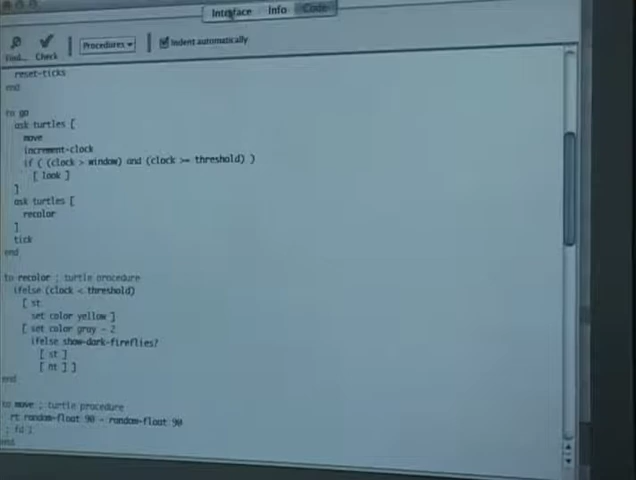 Interface Info Code
Find... Check Procedures Indent automatically
reset-ticks
end
to go
ask turtles [
move
increment-clock
if ( (clock > window) and (clock >= threshold) )
[ look ]
]
ask turtles [
recolor
]
tick
end
to recolor ; turtle procedure
ifelse (clock < threshold)
[ st
set color yellow ]
[ set color gray - 2
ifelse show-dark-fireflies?
[ st ]
[ ht ] ]
end
to move ; turtle procedure
rt random-float 90 - random-float 90
; fd ;
end